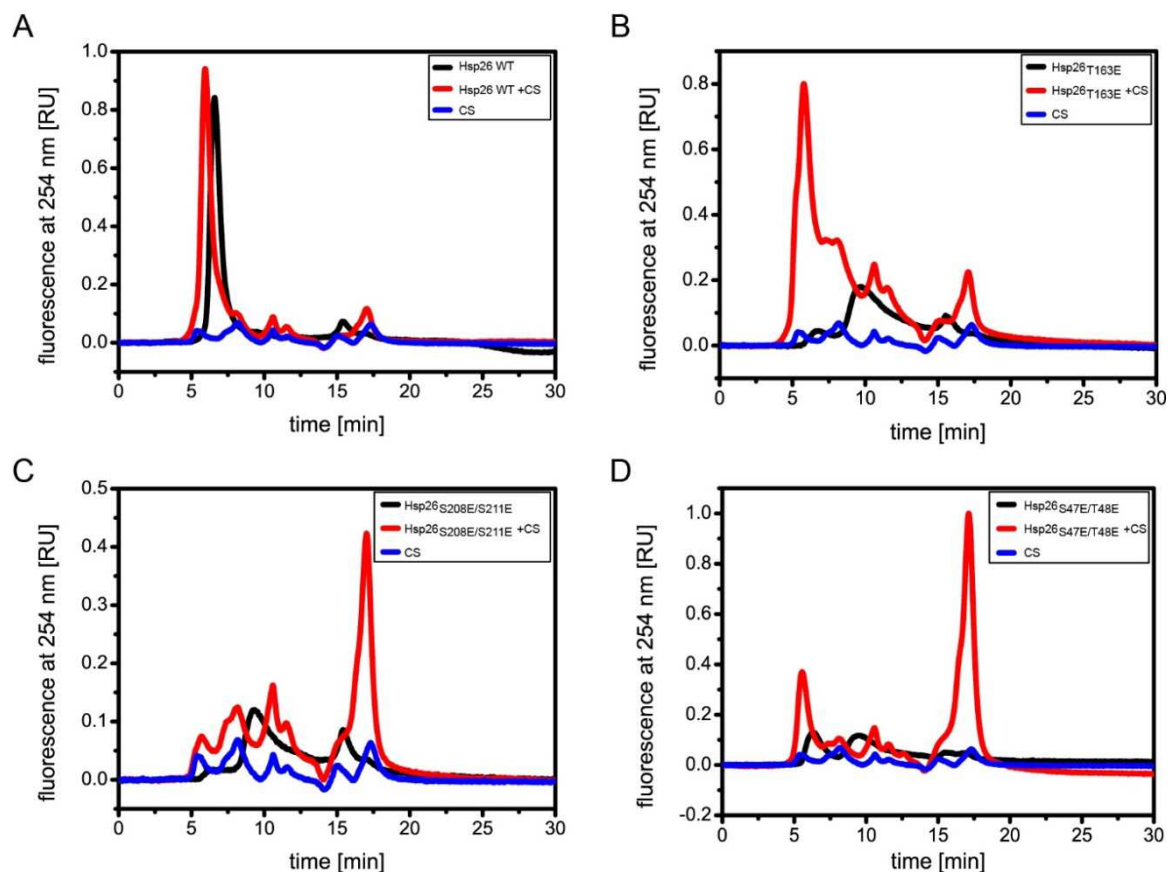 A
fluorescence at 254 nm [RU]
1.0
0.8
0.6
0.4
0.2
0.0
0
5
10
15
20
25
30
time [min]
Hsp26 WT
Hsp26 WT +CS
CS
B
fluorescence at 254 nm [RU]
0.8
0.6
0.4
0.2
0.0
0
5
10
15
20
25
30
time [min]
Hsp26T163E
Hsp26T163E +CS
CS
C
fluorescence at 254 nm [RU]
0.5
0.4
0.3
0.2
0.1
0.0
0
5
10
15
20
25
30
time [min]
Hsp26S208E/S211E
Hsp26S208E/S211E +CS
CS
D
fluorescence at 254 nm [RU]
1.0
0.8
0.6
0.4
0.2
0.0
-0.2
0
5
10
15
20
25
30
time [min]
Hsp26S47E/T48E
Hsp26S47E/T48E +CS
CS